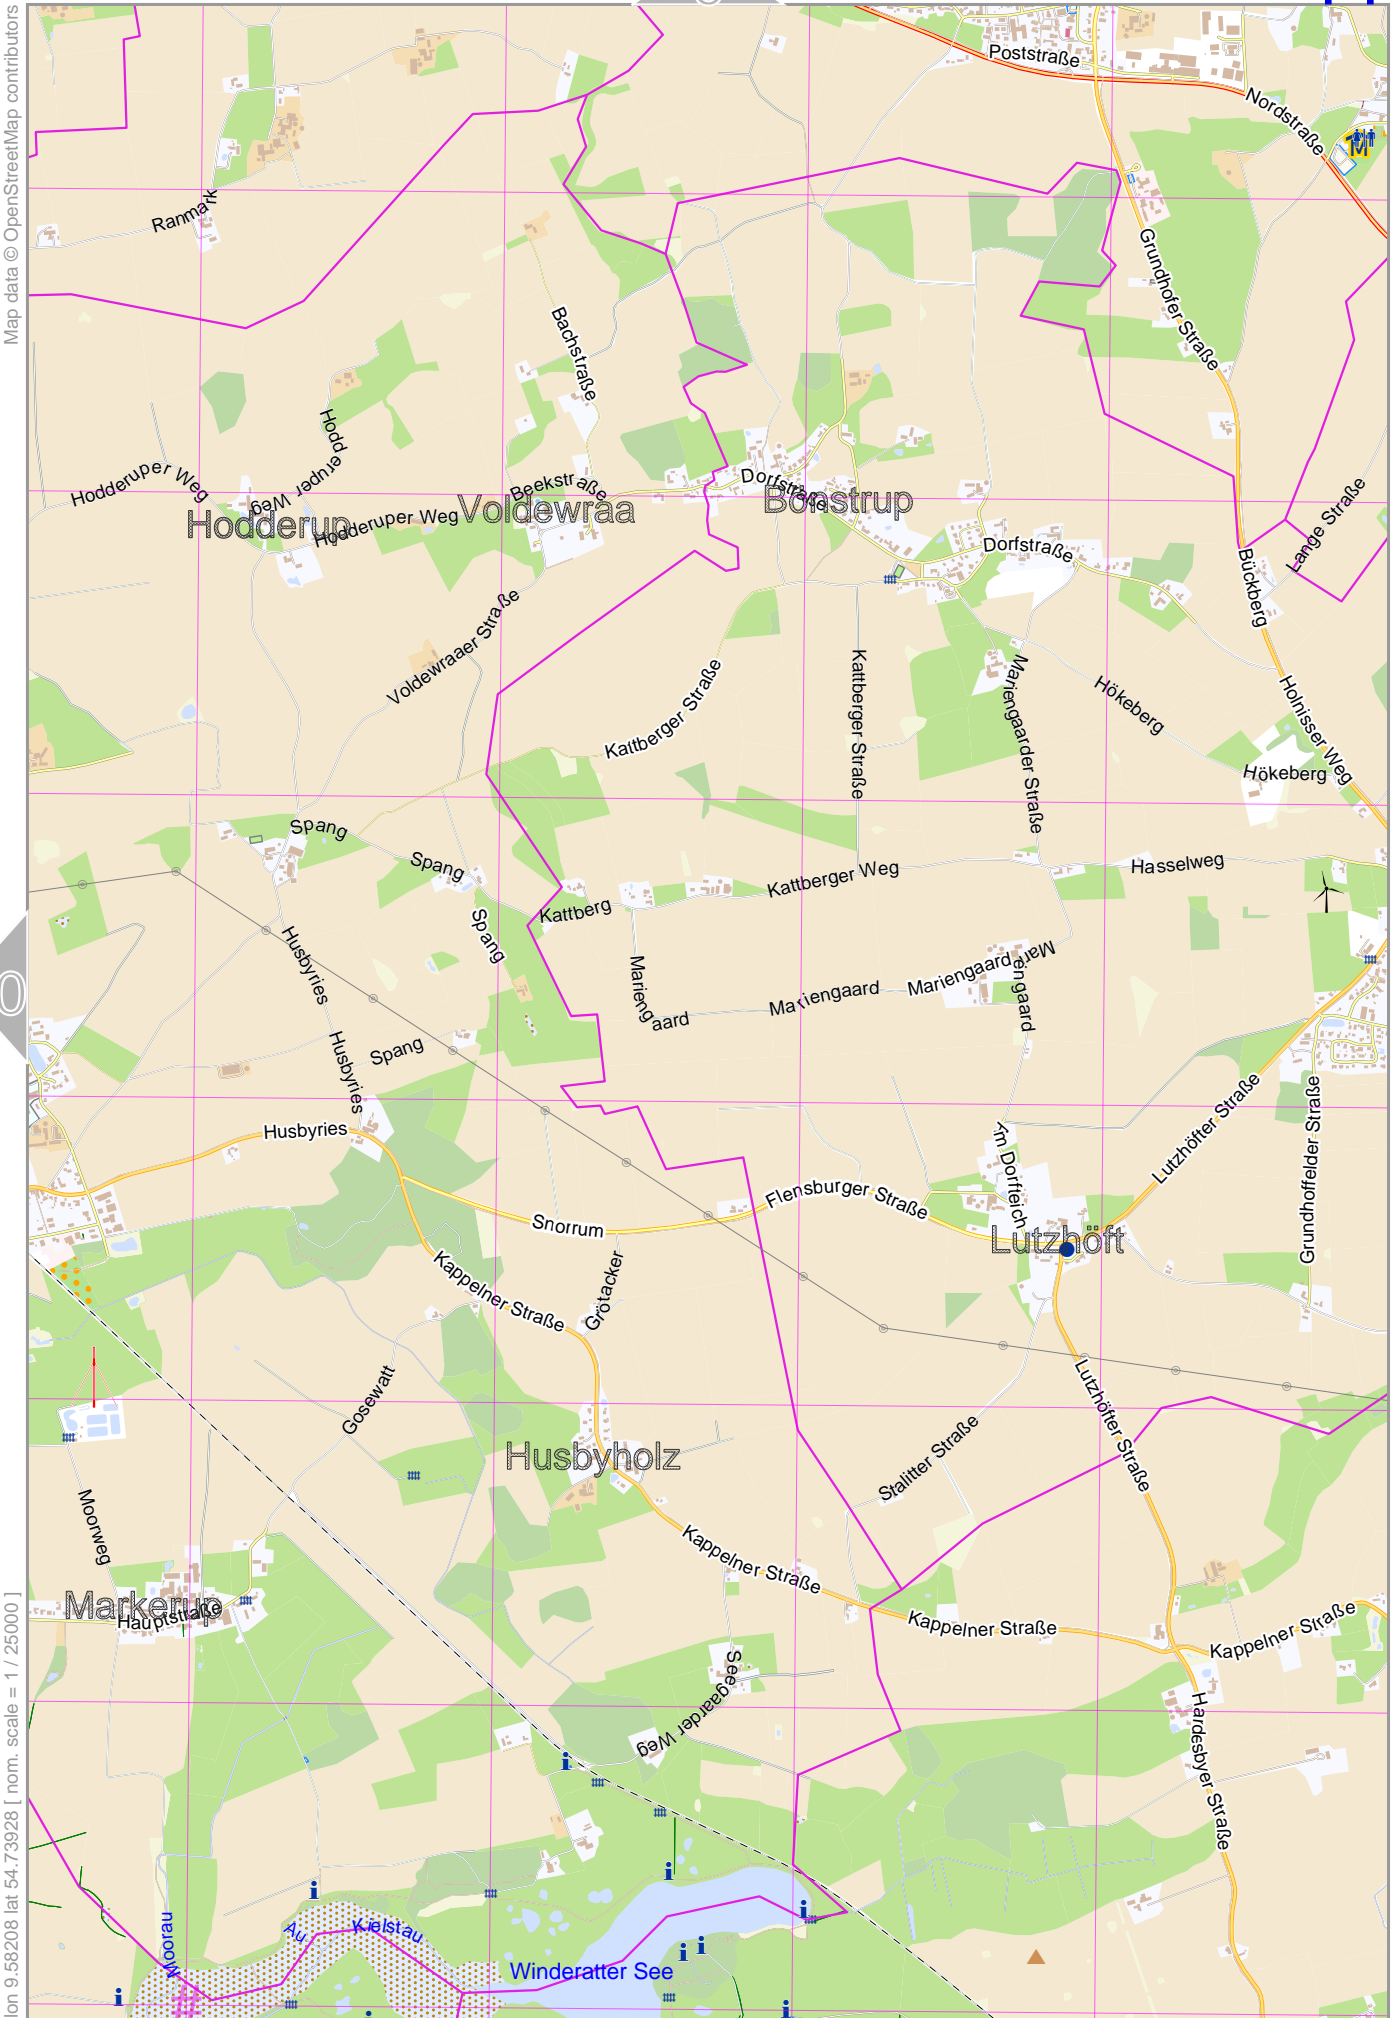 Map data © OpenStreetMap contributors
Poststraße
Nordstraße
M
Ranmark
Grundhofer Straße
Bachstraße
Hodderuper Weg
Hodderuper Weg
Beekstraße
Dorfstraße
Bönstrup
Voldewraa
Hodderup
Hodderuper Weg
Lange Straße
Dorfstraße
Bückberg
Voldewraaer Straße
Kattberger Straße
Kattberger Straße
Mariengaarder Straße
Hökeberg
Holnisser Weg
Hökeberg
Spang
Spang
Hasselweg
Kattberger Weg
Kattberg
Spang
Husbyries
Mariengaard
Mariengaard
Mariengaard
Mariengaard
0
Husbyries
Spang
Husbyries
Lutzhöfter Straße
Grundhoffelder Straße
Im Dorfteich
Flensburger Straße
Snorrum
Lutzhöft
Kappelner Straße
Grötacker
Gosewatt
Lutzhöfter Straße
Stalitter Straße
Husbyholz
Moorweg
Kappelner Straße
Markerup
Hauptstraße
Kappelner Straße
Kappelner Straße
Seegaarder Weg
Hardesbyer Straße
i
i
i
i
Moorau
Au
Kielstau
i
i
Winderatter See
i
i
lon 9.58208 lat 54.73928 [ nom. scale = 1 / 25000 ]